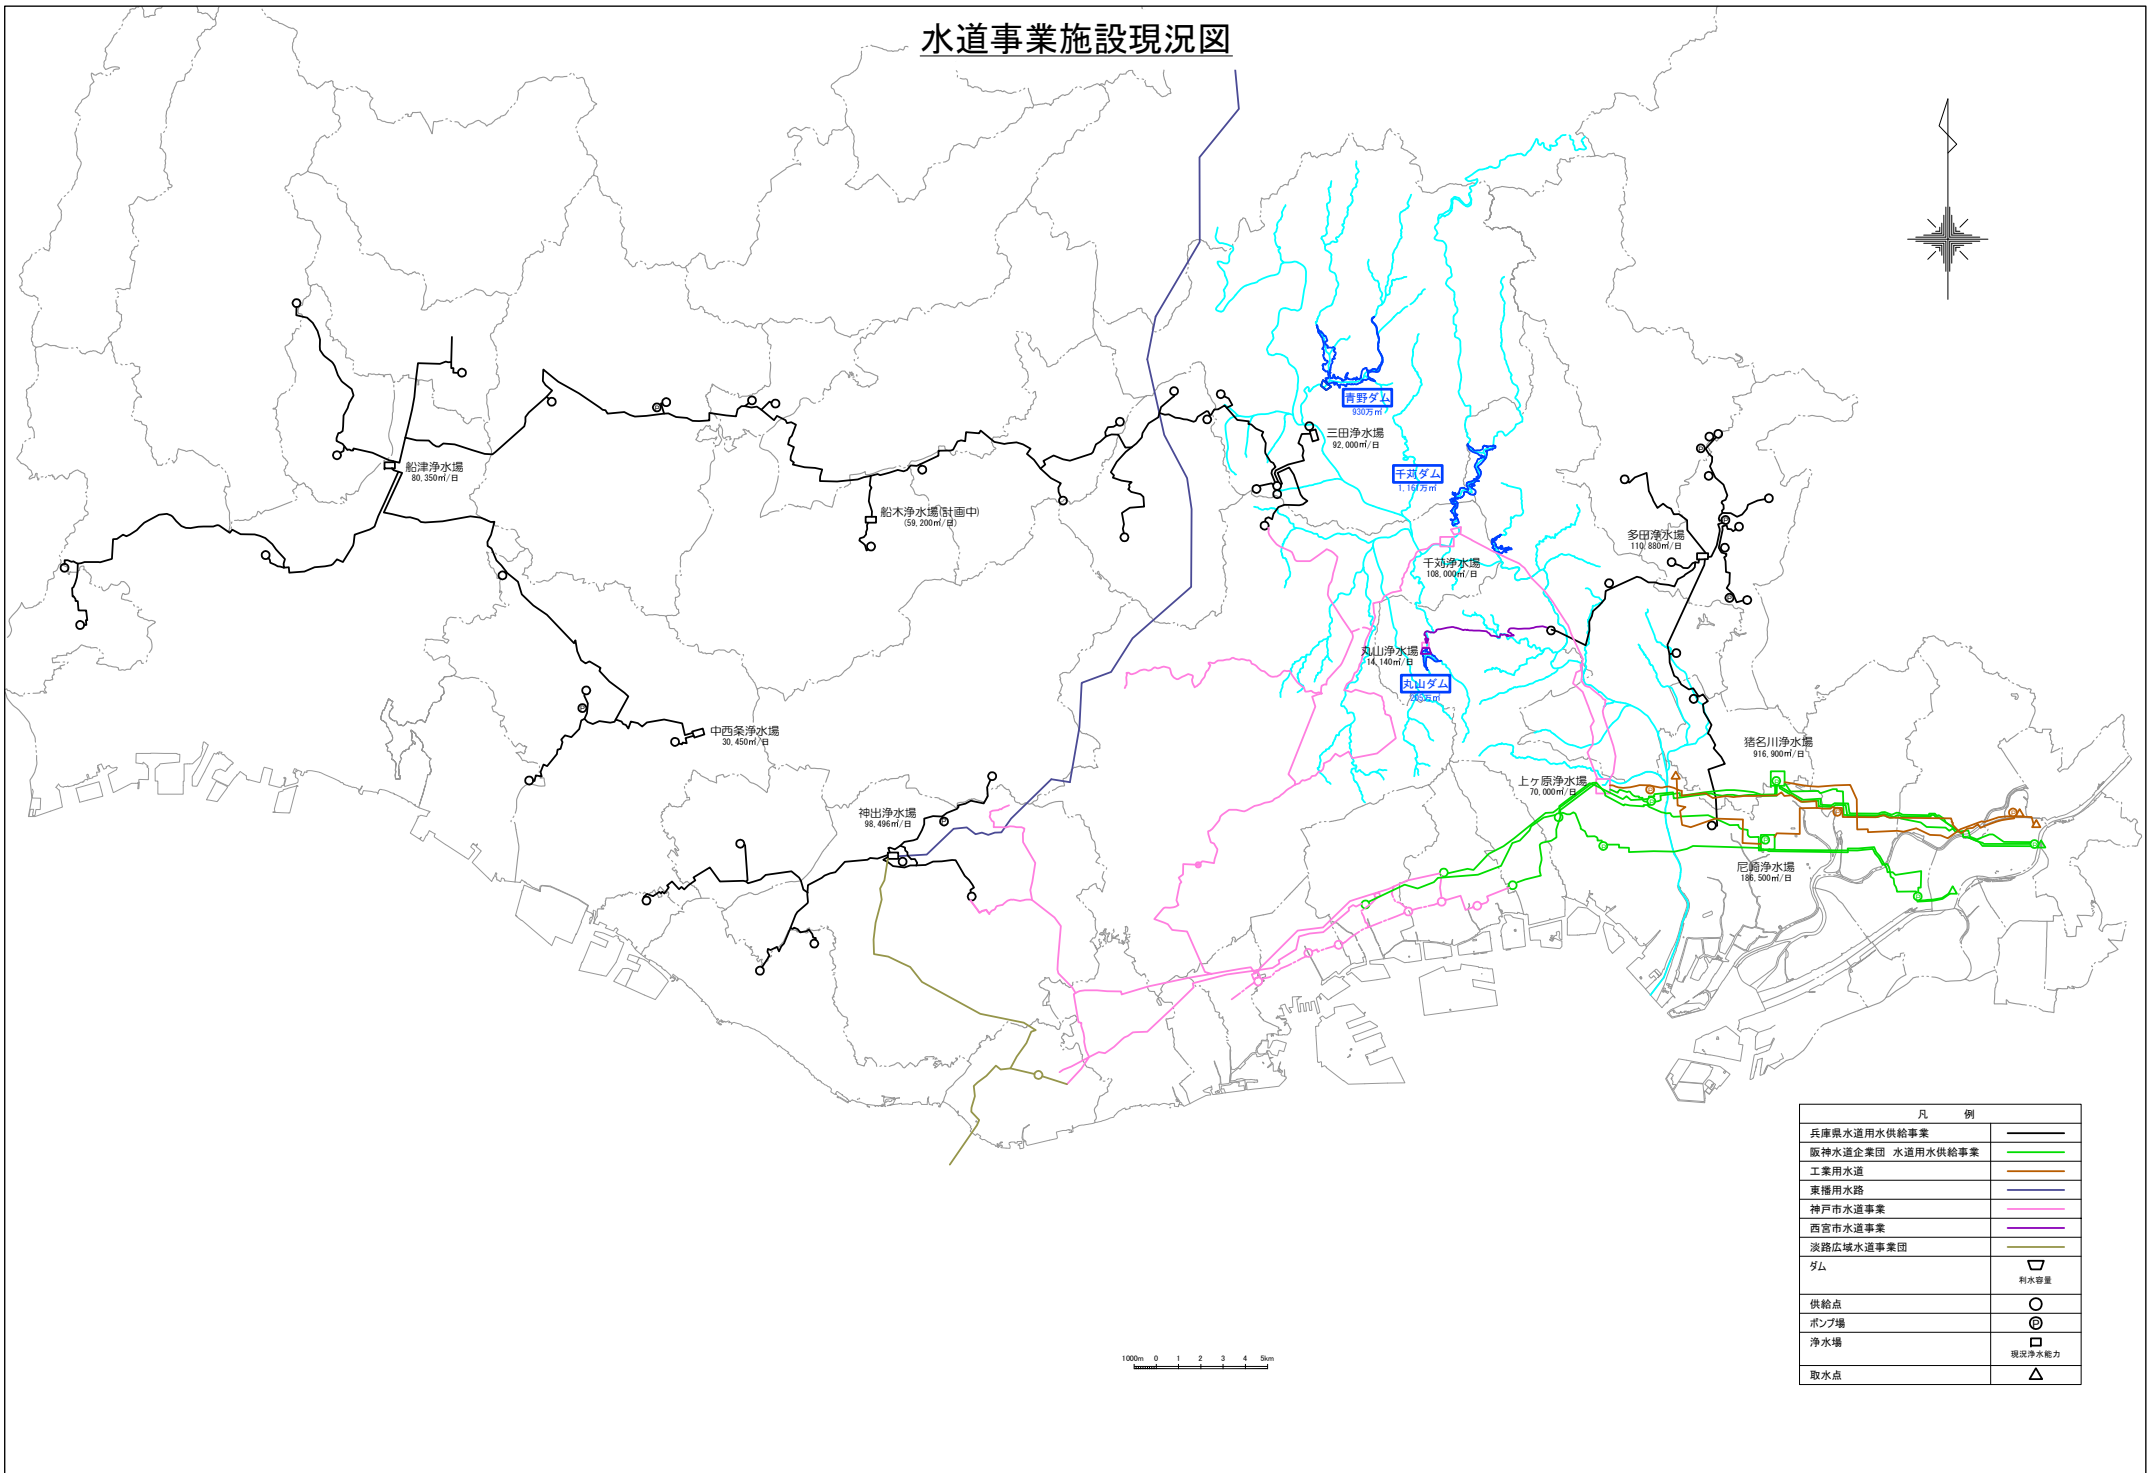 水道事業施設現況図
青野ダム
930万㎥
三田浄水場
92,000㎥/日
船津浄水場
80,350㎥/日
千苅ダム
1,161万㎥
船木浄水場(計画中)
(59,200㎥/日)
多田浄水場
110,880㎥/日
千苅浄水場
108,000㎥/日
丸山浄水場
14,140㎥/日
丸山ダム
中西条浄水場
30,450㎥/日
猪名川浄水場
916,900㎥/日
上ヶ原浄水場
70,000㎥/日
神出浄水場
98,496㎥/日
尼崎浄水場
186,500㎥/日
凡 例
兵庫県水道用水供給事業
阪神水道企業団 水道用水供給事業
工業用水道
東播用水路
神戸市水道事業
西宮市水道事業
淡路広域水道事業団
ダム
利水容量
供給点
ポンプ場
P
浄水場
現況浄水能力
取水点
1000m 0 1 2 3 4 5km